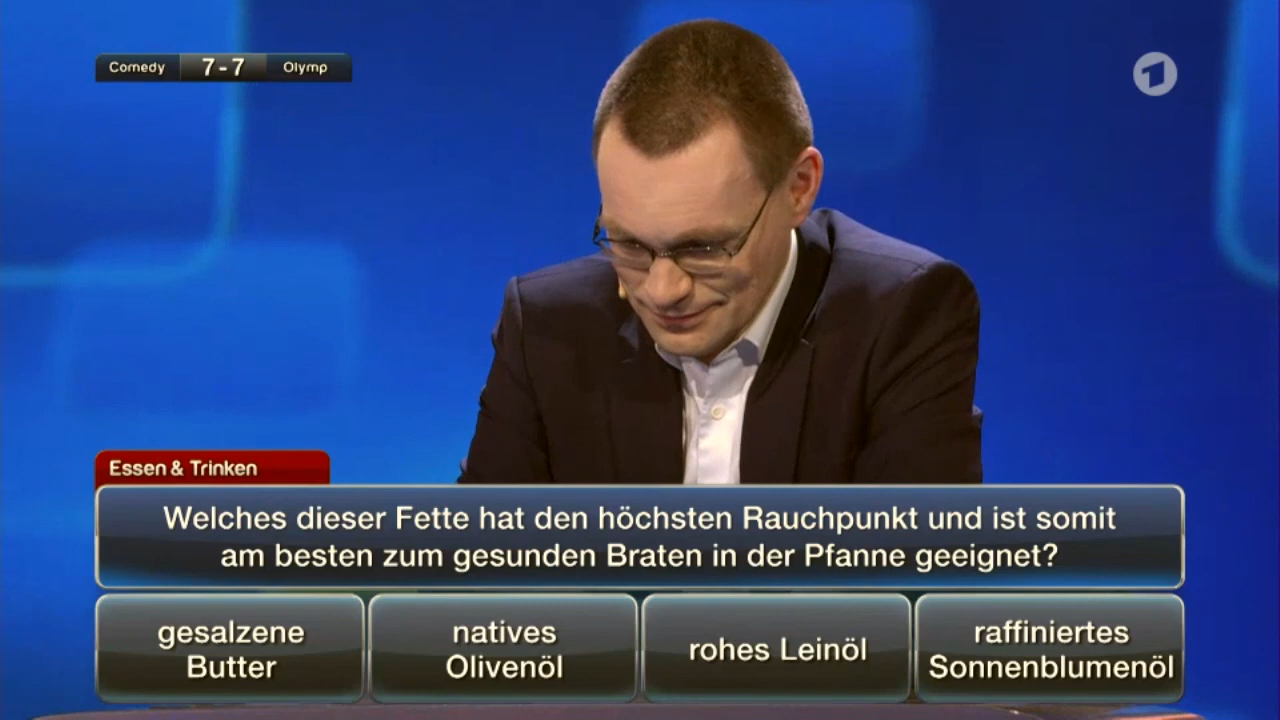 Comedy 7-7 Olymp
1
Essen & Trinken
Welches dieser Fette hat den höchsten Rauchpunkt und ist somit
am besten zum gesunden Braten in der Pfanne geeignet?
gesalzene
Butter
natives
Olivenöl
rohes Leinöl
raffiniertes
Sonnenblumenöl